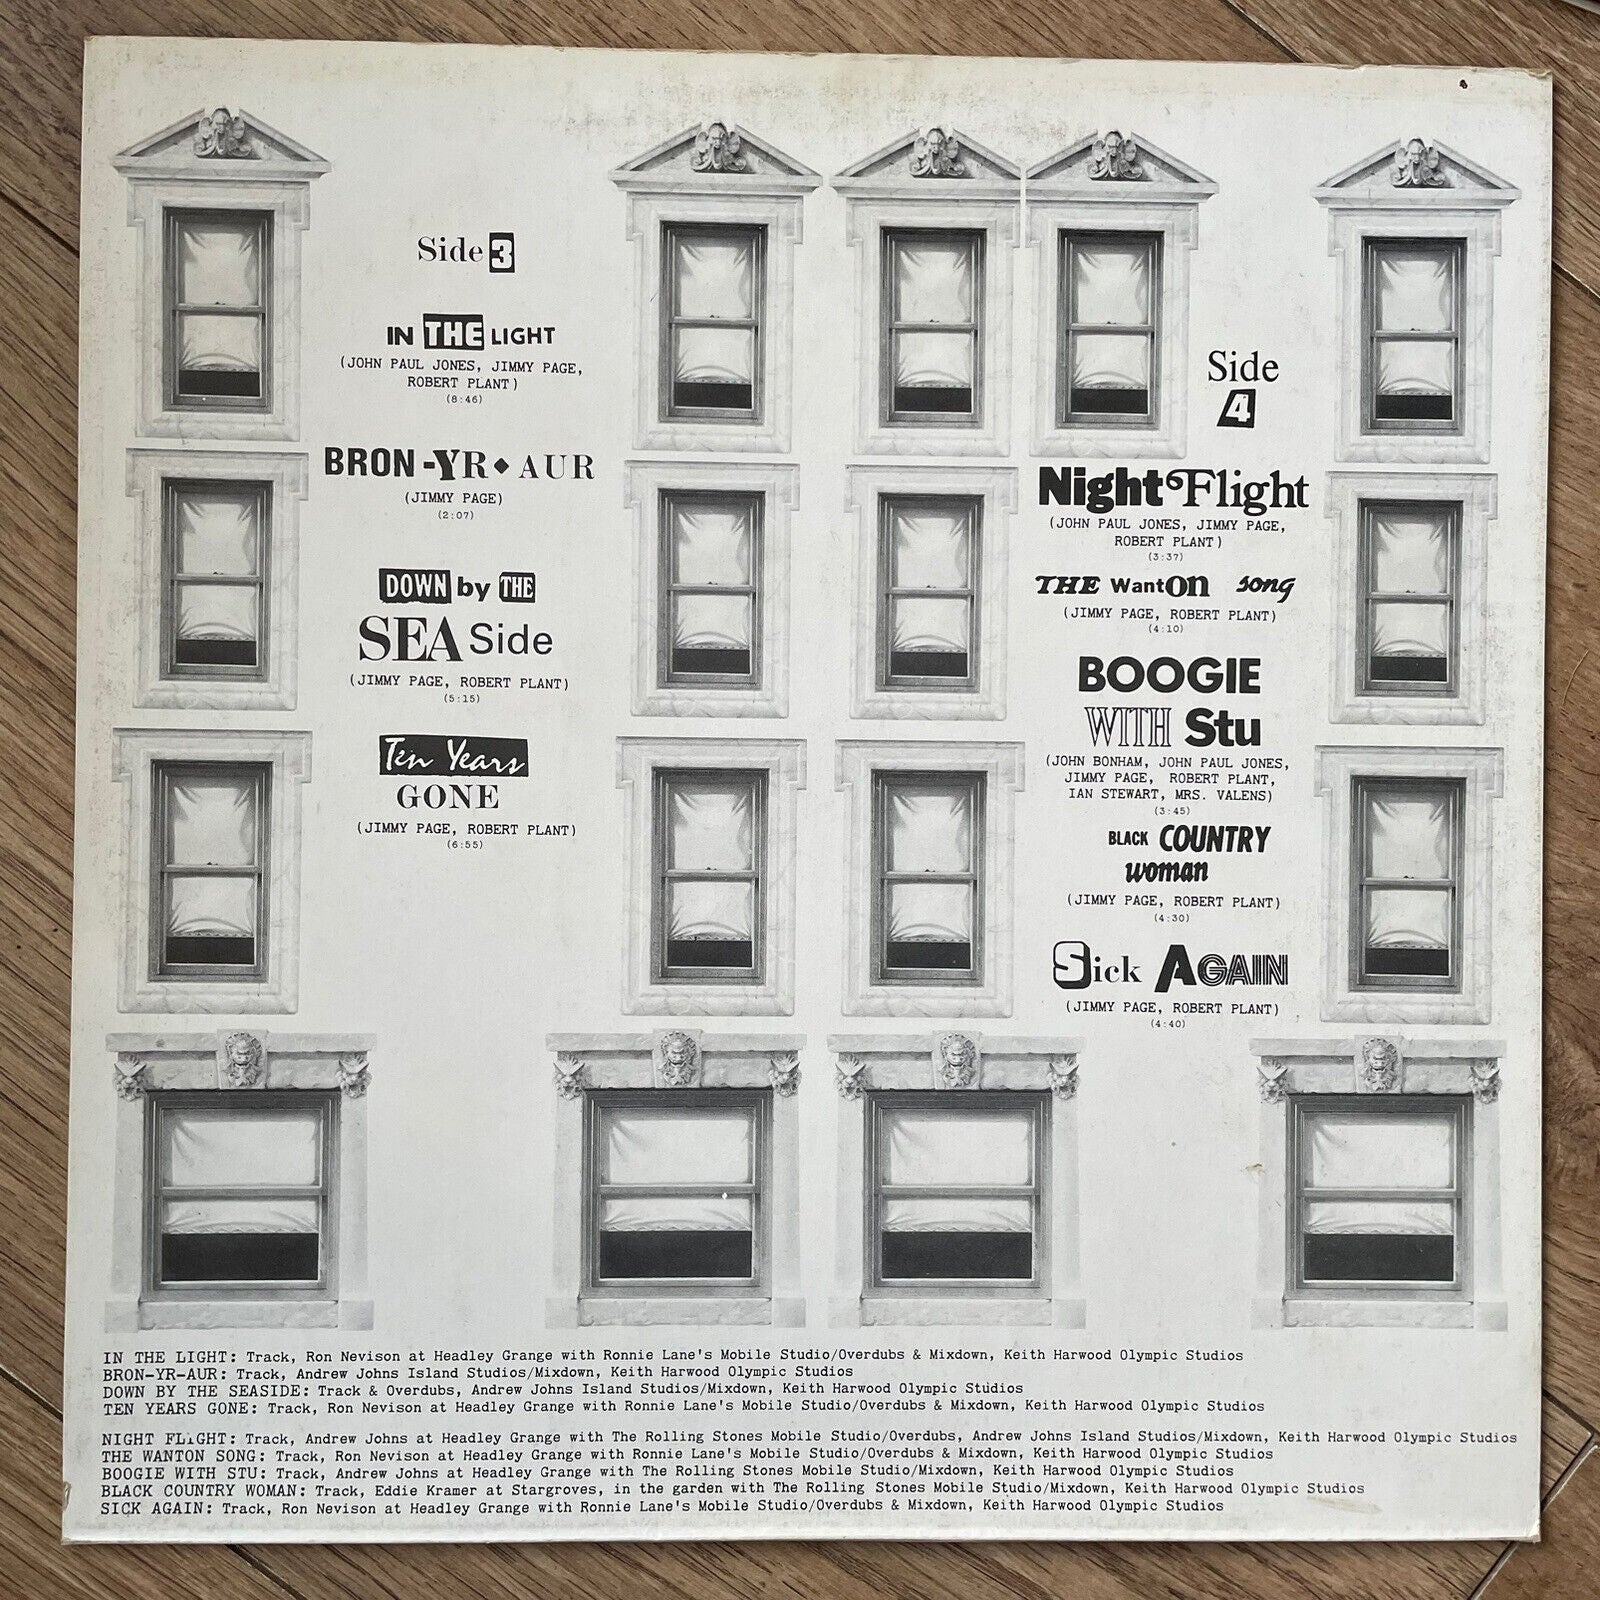 Side 3
IN THE LIGHT
(JOHN PAUL JONES, JIMMY PAGE,
ROBERT PLANT)
(8:46)
BRON-YR◆AUR
(JIMMY PAGE)
(2:07)
DOWN by THE
SEA Side
(JIMMY PAGE, ROBERT PLANT)
(5:15)
Ten Years
GONE
(JIMMY PAGE, ROBERT PLANT)
(6:55)
Side
4
Night Flight
(JOHN PAUL JONES, JIMMY PAGE,
ROBERT PLANT)
(3:37)
THE WantON song
(JIMMY PAGE, ROBERT PLANT)
(4:10)
BOOGIE
WITH Stu
(JOHN BONHAM, JOHN PAUL JONES,
JIMMY PAGE, ROBERT PLANT,
IAN STEWART, MRS. VALENS)
(3:45)
BLACK COUNTRY
woman
(JIMMY PAGE, ROBERT PLANT)
(4:30)
Sick AGAIN
(JIMMY PAGE, ROBERT PLANT)
(4:40)
IN THE LIGHT: Track, Ron Nevison at Headley Grange with Ronnie Lane's Mobile Studio/Overdubs & Mixdown, Keith Harwood Olympic Studios
BRON-YR-AUR: Track, Andrew Johns Island Studios/Mixdown, Keith Harwood Olympic Studios
DOWN BY THE SEASIDE: Track & Overdubs, Andrew Johns Island Studios/Mixdown, Keith Harwood Olympic Studios
TEN YEARS GONE: Track, Ron Nevison at Headley Grange with Ronnie Lane's Mobile Studio/Overdubs & Mixdown, Keith Harwood Olympic Studios
NIGHT FLIGHT: Track, Andrew Johns at Headley Grange with The Rolling Stones Mobile Studio/Overdubs, Andrew Johns Island Studios/Mixdown, Keith Harwood Olympic Studios
THE WANTON SONG: Track, Ron Nevison at Headley Grange with Ronnie Lane's Mobile Studio/Overdubs & Mixdown, Keith Harwood Olympic Studios
BOOGIE WITH STU: Track, Andrew Johns at Headley Grange with The Rolling Stones Mobile Studio/Mixdown, Keith Harwood Olympic Studios
BLACK COUNTRY WOMAN: Track, Eddie Kramer at Stargroves, in the garden with The Rolling Stones Mobile Studio/Mixdown, Keith Harwood Olympic Studios
SICK AGAIN: Track, Ron Nevison at Headley Grange with Ronnie Lane's Mobile Studio/Overdubs & Mixdown, Keith Harwood Olympic Studios